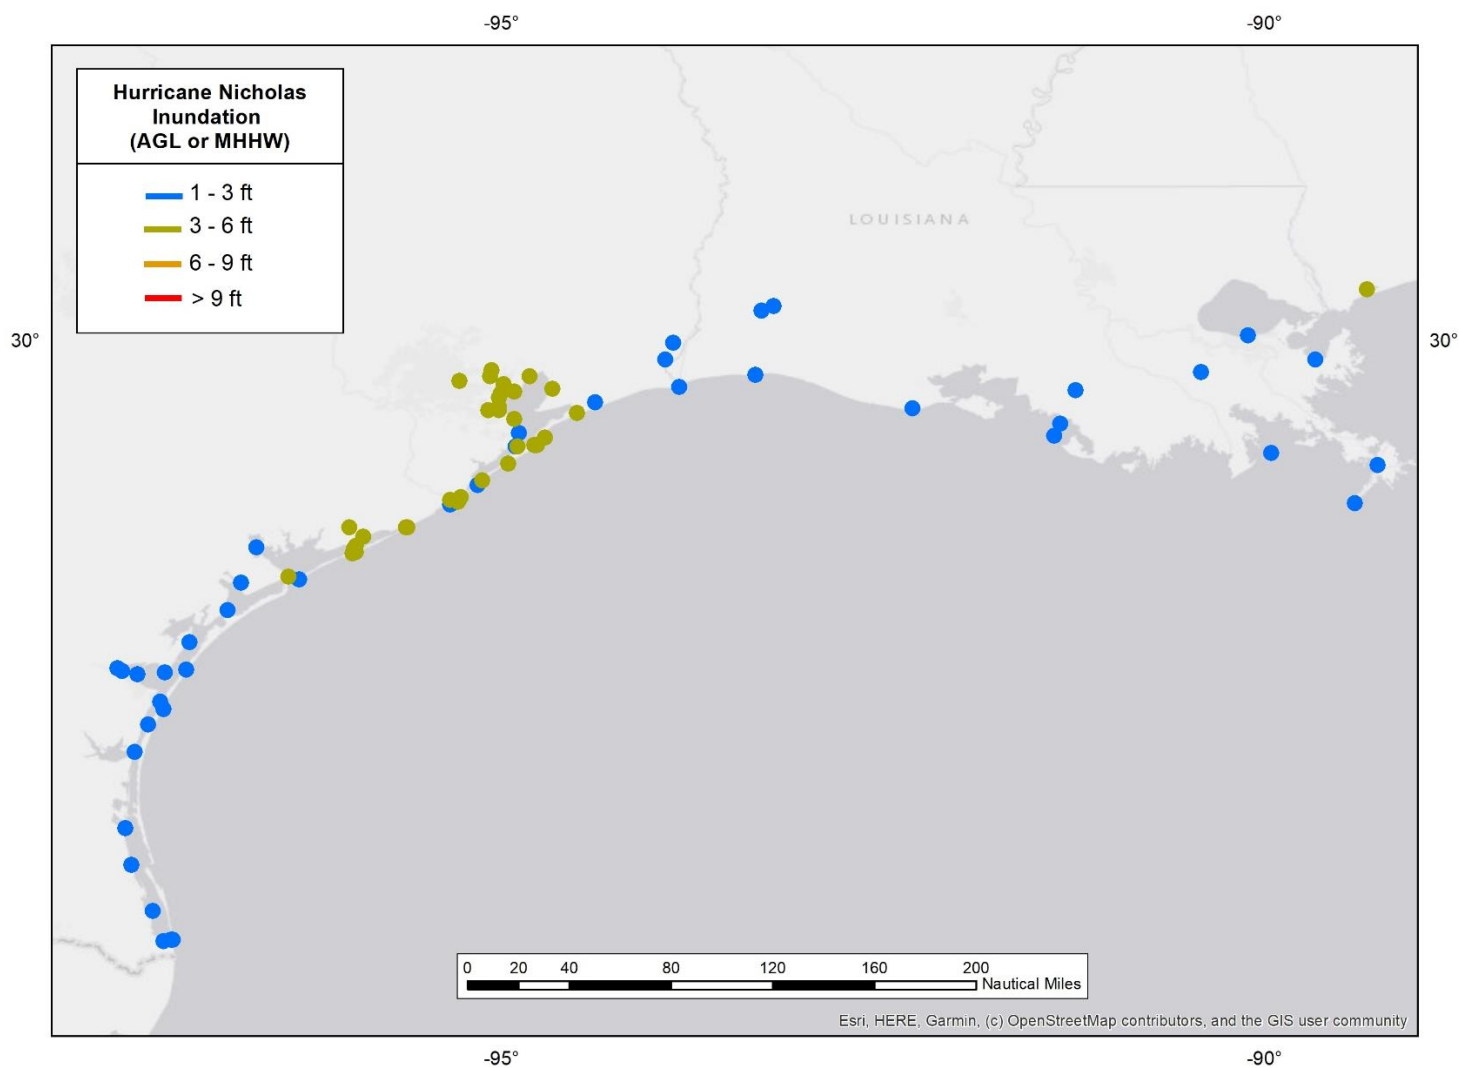 -95° -90°
Hurricane Nicholas
Inundation
(AGL or MHHW)
1 - 3 ft
3 - 6 ft
6 - 9 ft
> 9 ft
LOUISIANA
30° 30°
0 20 40 80 120 160 200
Nautical Miles
Esri, HERE, Garmin, (c) OpenStreetMap contributors, and the GIS user community
-95° -90°